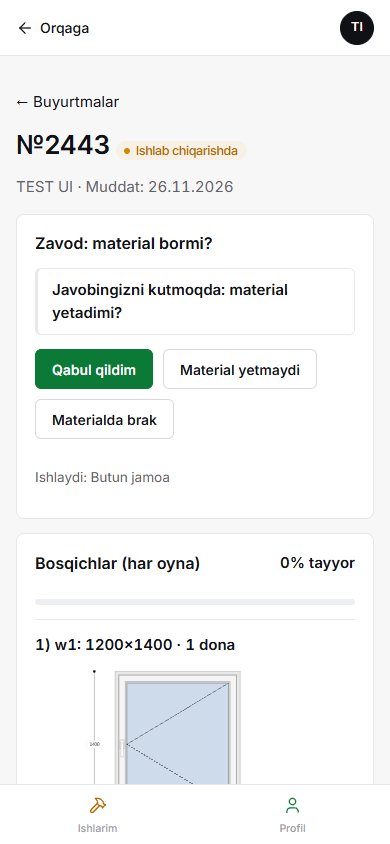 ← Orqaga
TI
← Buyurtmalar
№2443
Ishlab chiqarishda
TEST UI · Muddat: 26.11.2026
Zavod: material bormi?
Javobingizni kutmoqda: material
yetadimi?
Qabul qildim
Material yetmaydi
Materialda brak
Ishlaydi: Butun jamoa
Bosqichlar (har oyna)
0% tayyor
1) w1: 1200×1400 · 1 dona
1400
Ishlarim
Profil